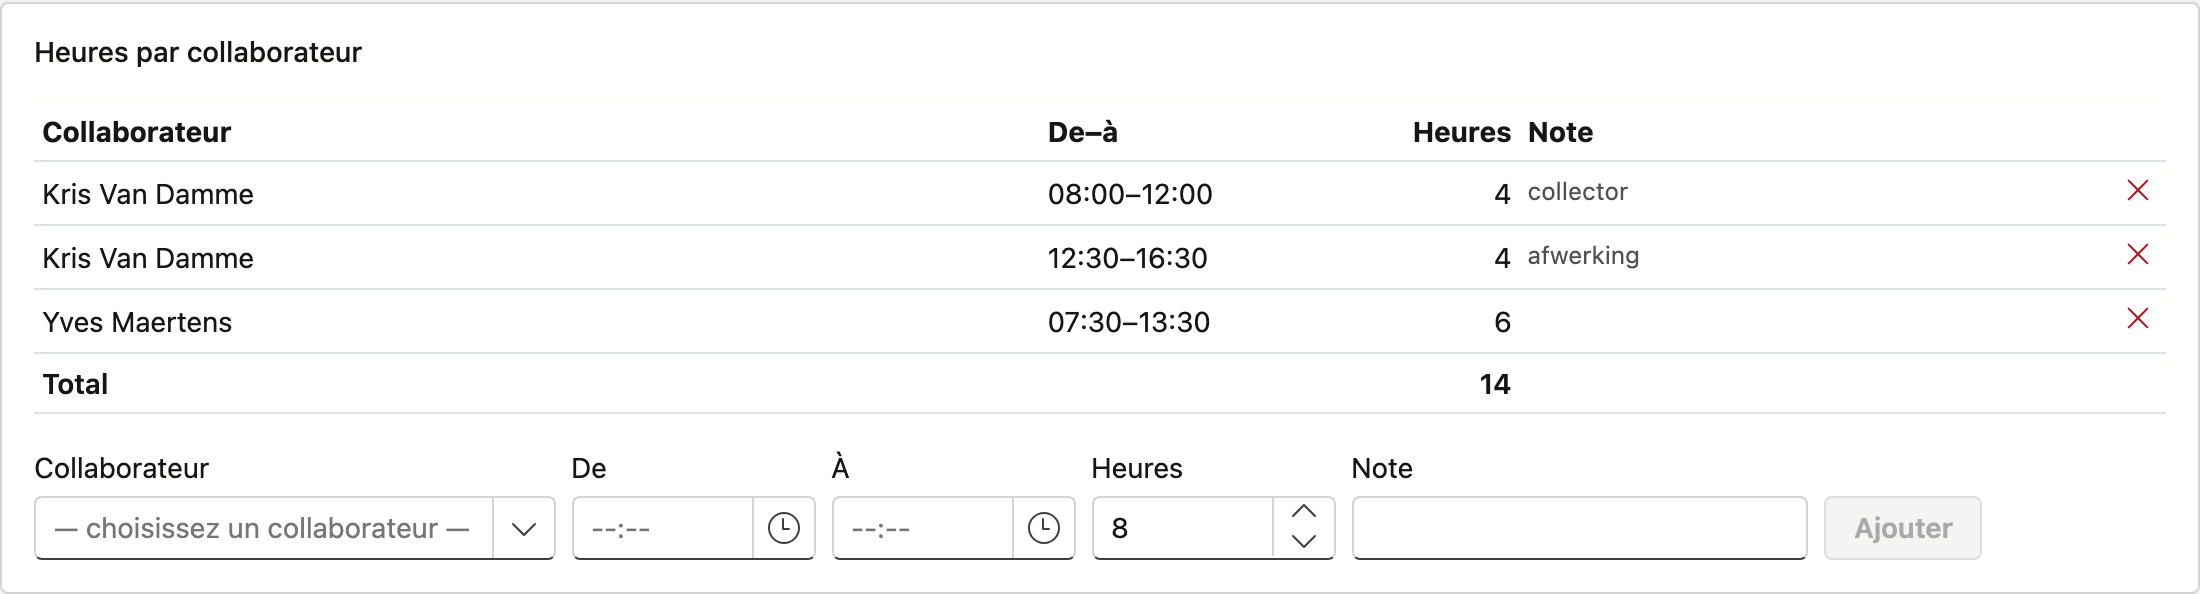 Heures par collaborateur
Collaborateur De–à Heures Note
Kris Van Damme 08:00–12:00 4 collector
Kris Van Damme 12:30–16:30 4 afwerking
Yves Maertens 07:30–13:30 6
Total 14
Collaborateur De À Heures Note
— choisissez un collaborateur — --:-- --:-- 8 Ajouter